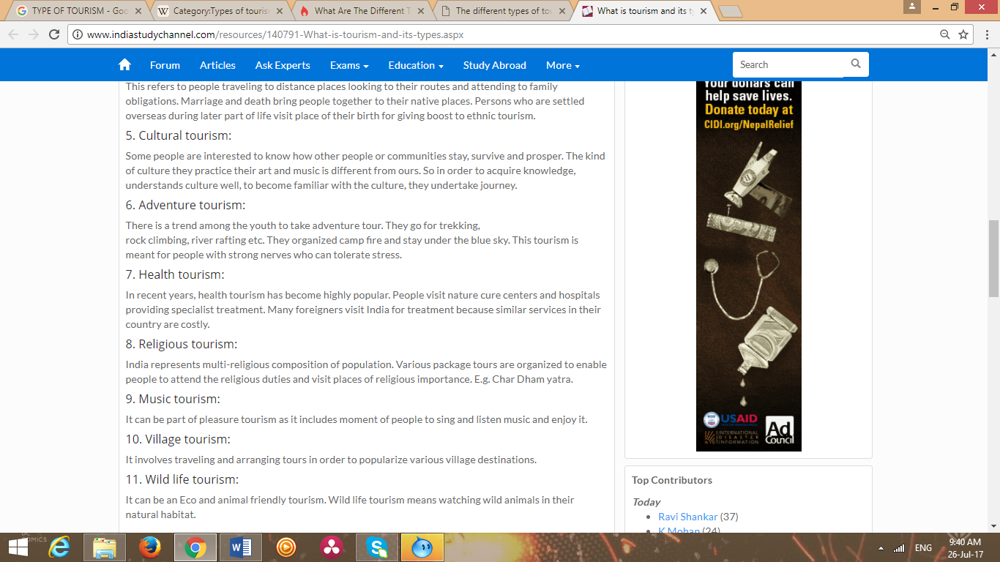 TYPE OF TOURISM - Goo
Category:Types of touris
What Are The Different T
The different types of tou
What is tourism and its ty
www.indiastudychannel.com/resources/140791-What-is-tourism-and-its-types.aspx
Forum
Articles
Ask Experts
Exams
Education
Study Abroad
More
Search
This refers to people traveling to distance places looking to their routes and attending to family
obligations. Marriage and death bring people together to their native places. Persons who are settled
overseas during later part of life visit place of their birth for giving boost to ethnic tourism.
5. Cultural tourism:
Some people are interested to know how other people or communities stay, survive and prosper. The kind
of culture they practice their art and music is different from ours. So in order to acquire knowledge,
understands culture well, to become familiar with the culture, they undertake journey.
6. Adventure tourism:
There is a trend among the youth to take adventure tour. They go for trekking,
rock climbing, river rafting etc. They organized camp fire and stay under the blue sky. This tourism is
meant for people with strong nerves who can tolerate stress.
7. Health tourism:
In recent years, health tourism has become highly popular. People visit nature cure centers and hospitals
providing specialist treatment. Many foreigners visit India for treatment because similar services in their
country are costly.
8. Religious tourism:
India represents multi-religious composition of population. Various package tours are organized to enable
people to attend the religious duties and visit places of religious importance. E.g. Char Dham yatra.
9. Music tourism:
It can be part of pleasure tourism as it includes moment of people to sing and listen music and enjoy it.
10. Village tourism:
It involves traveling and arranging tours in order to popularize various village destinations.
11. Wild life tourism:
It can be an Eco and animal friendly tourism. Wild life tourism means watching wild animals in their
natural habitat.
Your dollars can
help save lives.
Donate today at
CIDI.org/NepalRelief
USAID
INTERNATIONAL
DISASTER
INFORMATION
Ad
Council
Top Contributors
Today
Ravi Shankar (37)
K Mohan (24)
COMICS
ENG
9:40 AM
26-Jul-17